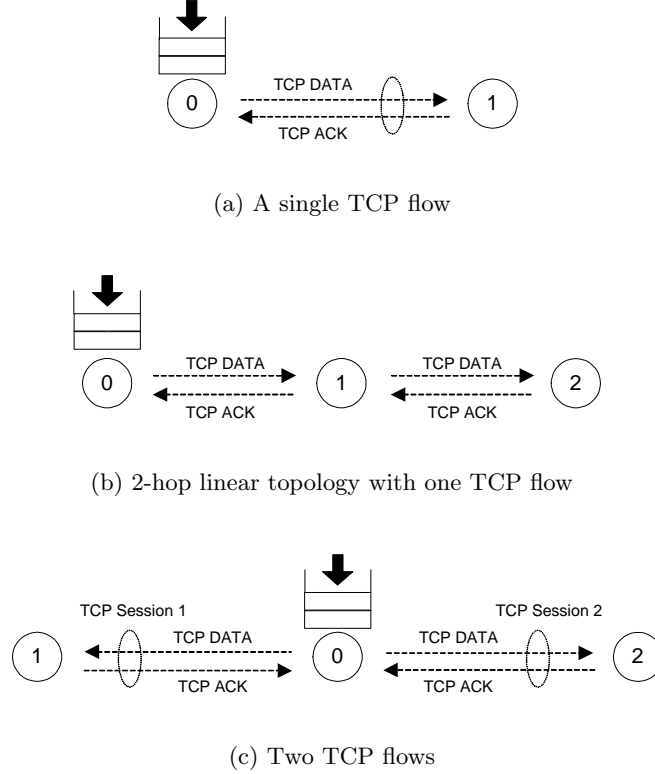 TCP DATA
0
1
TCP ACK
(a) A single TCP flow
TCP DATA
TCP DATA
0
1
2
TCP ACK
TCP ACK
(b) 2-hop linear topology with one TCP flow
TCP Session 1
TCP Session 2
TCP DATA
TCP DATA
1
0
2
TCP ACK
TCP ACK
(c) Two TCP flows